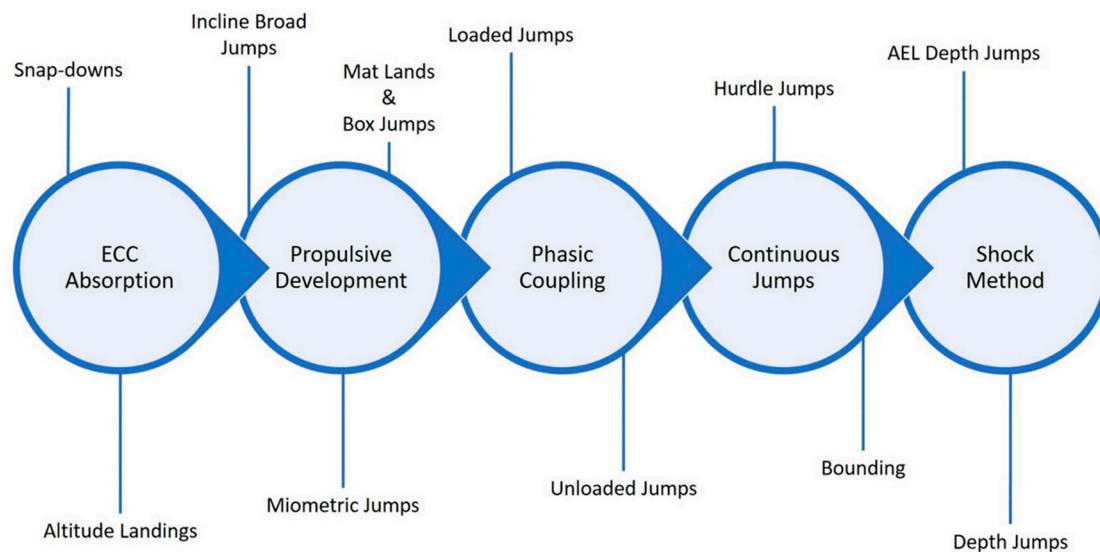 Snap-downs
Incline Broad
Jumps
Mat Lands
&
Box Jumps
Loaded Jumps
Hurdle Jumps
AEL Depth Jumps
ECC
Absorption
Propulsive
Development
Phasic
Coupling
Continuous
Jumps
Shock
Method
Altitude Landings
Miometric Jumps
Unloaded Jumps
Bounding
Depth Jumps